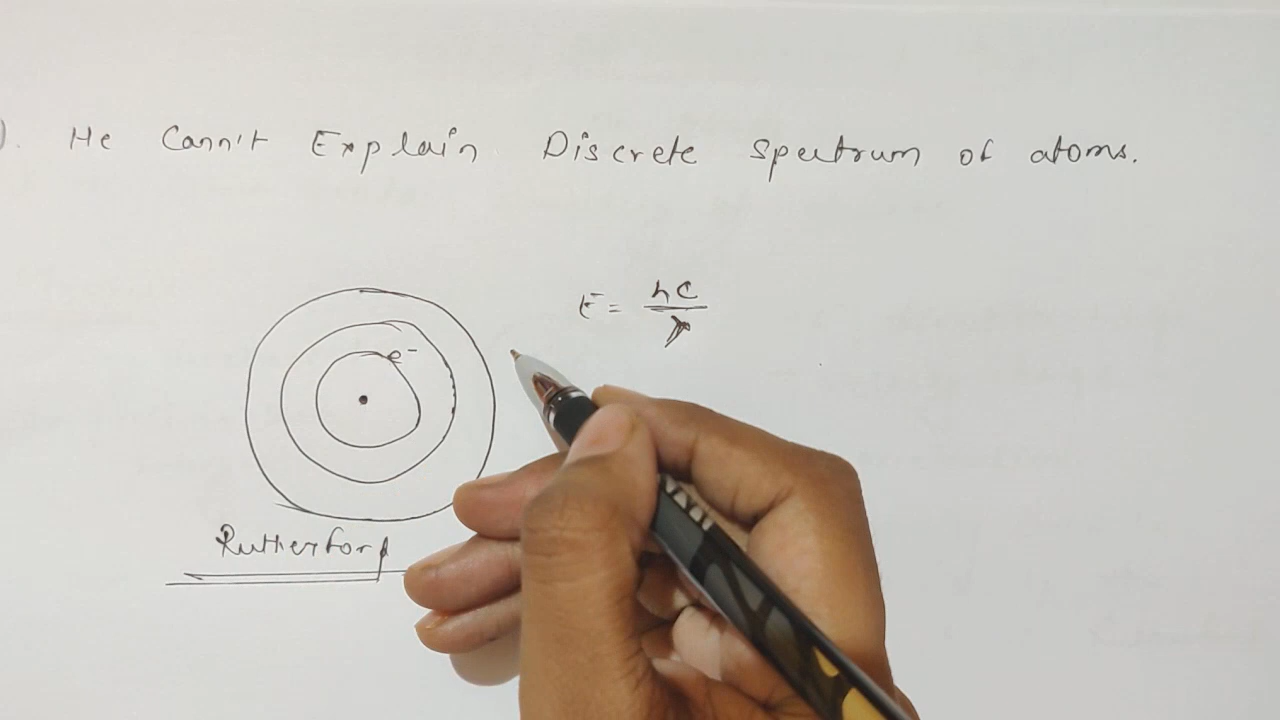 ). He Cann't Explain Discrete Spectrum of atoms.
E = hc
λ
e-
Rutherford